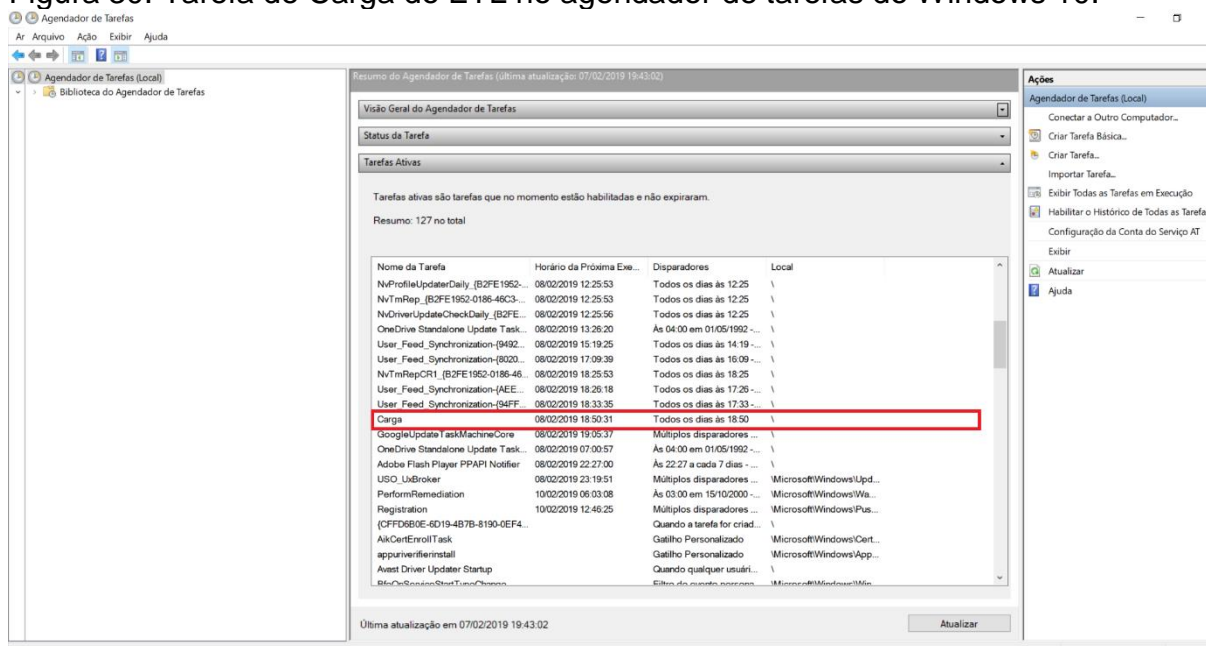 Agendador de Tarefas
Ar Arquivo Ação Exibir Ajuda
Agendador de Tarefas (Local)
Biblioteca do Agendador de Tarefas
Resumo do Agendador de Tarefas (última atualização: 07/02/2019 19:43:02)
Visão Geral do Agendador de Tarefas
Status da Tarefa
Tarefas Ativas
Tarefas ativas são tarefas que no momento estão habilitadas e não expiraram.
Resumo: 127 no total
Nome da Tarefa Horário da Próxima Exe... Disparadores Local
NvProfileUpdaterDaily_{B2FE1952-... 08/02/2019 12:25:53 Todos os dias às 12:25 \
NvTmRep_{B2FE1952-0186-46C3-... 08/02/2019 12:25:53 Todos os dias às 12:25 \
NvDriverUpdateCheckDaily_{B2FE... 08/02/2019 12:25:56 Todos os dias às 12:25 \
OneDrive Standalone Update Task... 08/02/2019 13:26:20 Às 04:00 em 01/05/1992 -... \
User_Feed_Synchronization-{9492... 08/02/2019 15:19:25 Todos os dias às 14:19 -... \
User_Feed_Synchronization-{8020... 08/02/2019 17:09:39 Todos os dias às 16:09 -... \
NvTmRepCR1_{B2FE1952-0186-46... 08/02/2019 18:25:53 Todos os dias às 18:25 \
User_Feed_Synchronization-{AEE... 08/02/2019 18:26:18 Todos os dias às 17:26 -... \
User_Feed_Synchronization-{94FF... 08/02/2019 18:33:35 Todos os dias às 17:33 -... \
Carga 08/02/2019 18:50:31 Todos os dias às 18:50 \
GoogleUpdateTaskMachineCore 08/02/2019 19:05:37 Múltiplos disparadores ... \
OneDrive Standalone Update Task... 08/02/2019 07:00:57 Às 04:00 em 01/05/1992 -... \
Adobe Flash Player PPAPI Notifier 08/02/2019 22:27:00 Às 22:27 a cada 7 dias - ... \
USO_UxBroker 08/02/2019 23:19:51 Múltiplos disparadores ... \Microsoft\Windows\Upd...
PerformRemediation 10/02/2019 06:03:08 Às 03:00 em 15/10/2000 -... \Microsoft\Windows\Wa...
Registration 10/02/2019 12:46:25 Múltiplos disparadores ... \Microsoft\Windows\Pus...
{CFFD6B0E-6D19-4B7B-8190-0EF4... Quando a tarefa for criad... \
AikCertEnrollTask Gatilho Personalizado \Microsoft\Windows\Cert...
appuriverifierinstall Gatilho Personalizado \Microsoft\Windows\App...
Avast Driver Updater Startup Quando qualquer usuári... \
Última atualização em 07/02/2019 19:43:02
Atualizar
Ações
Agendador de Tarefas (Local)
Conectar a Outro Computador...
Criar Tarefa Básica...
Criar Tarefa...
Importar Tarefa...
Exibir Todas as Tarefas em Execução
Habilitar o Histórico de Todas as Tarefa
Configuração da Conta do Serviço AT
Exibir
Atualizar
Ajuda